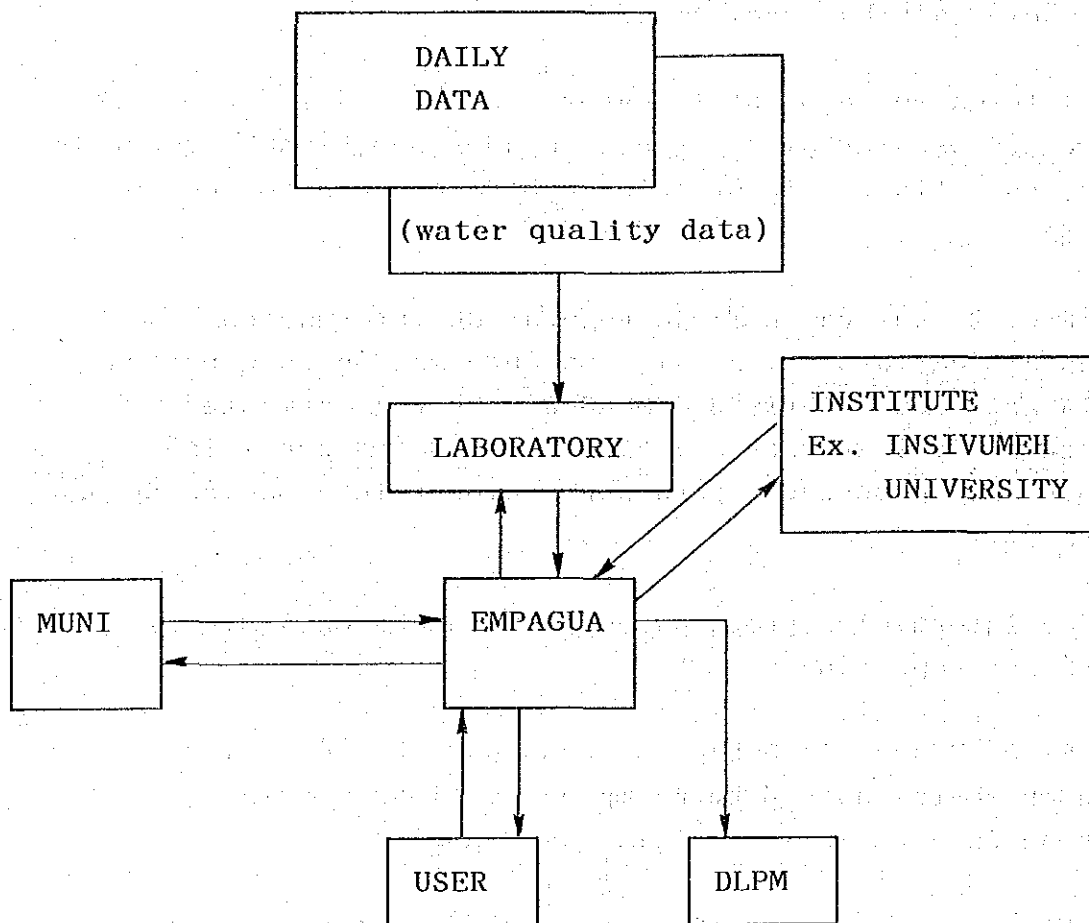 DAILY
DATA
(water quality data)
LABORATORY
INSTITUTE
Ex. INSIVUMEH
UNIVERSITY
MUNI
EMPAGUA
USER
DLPM